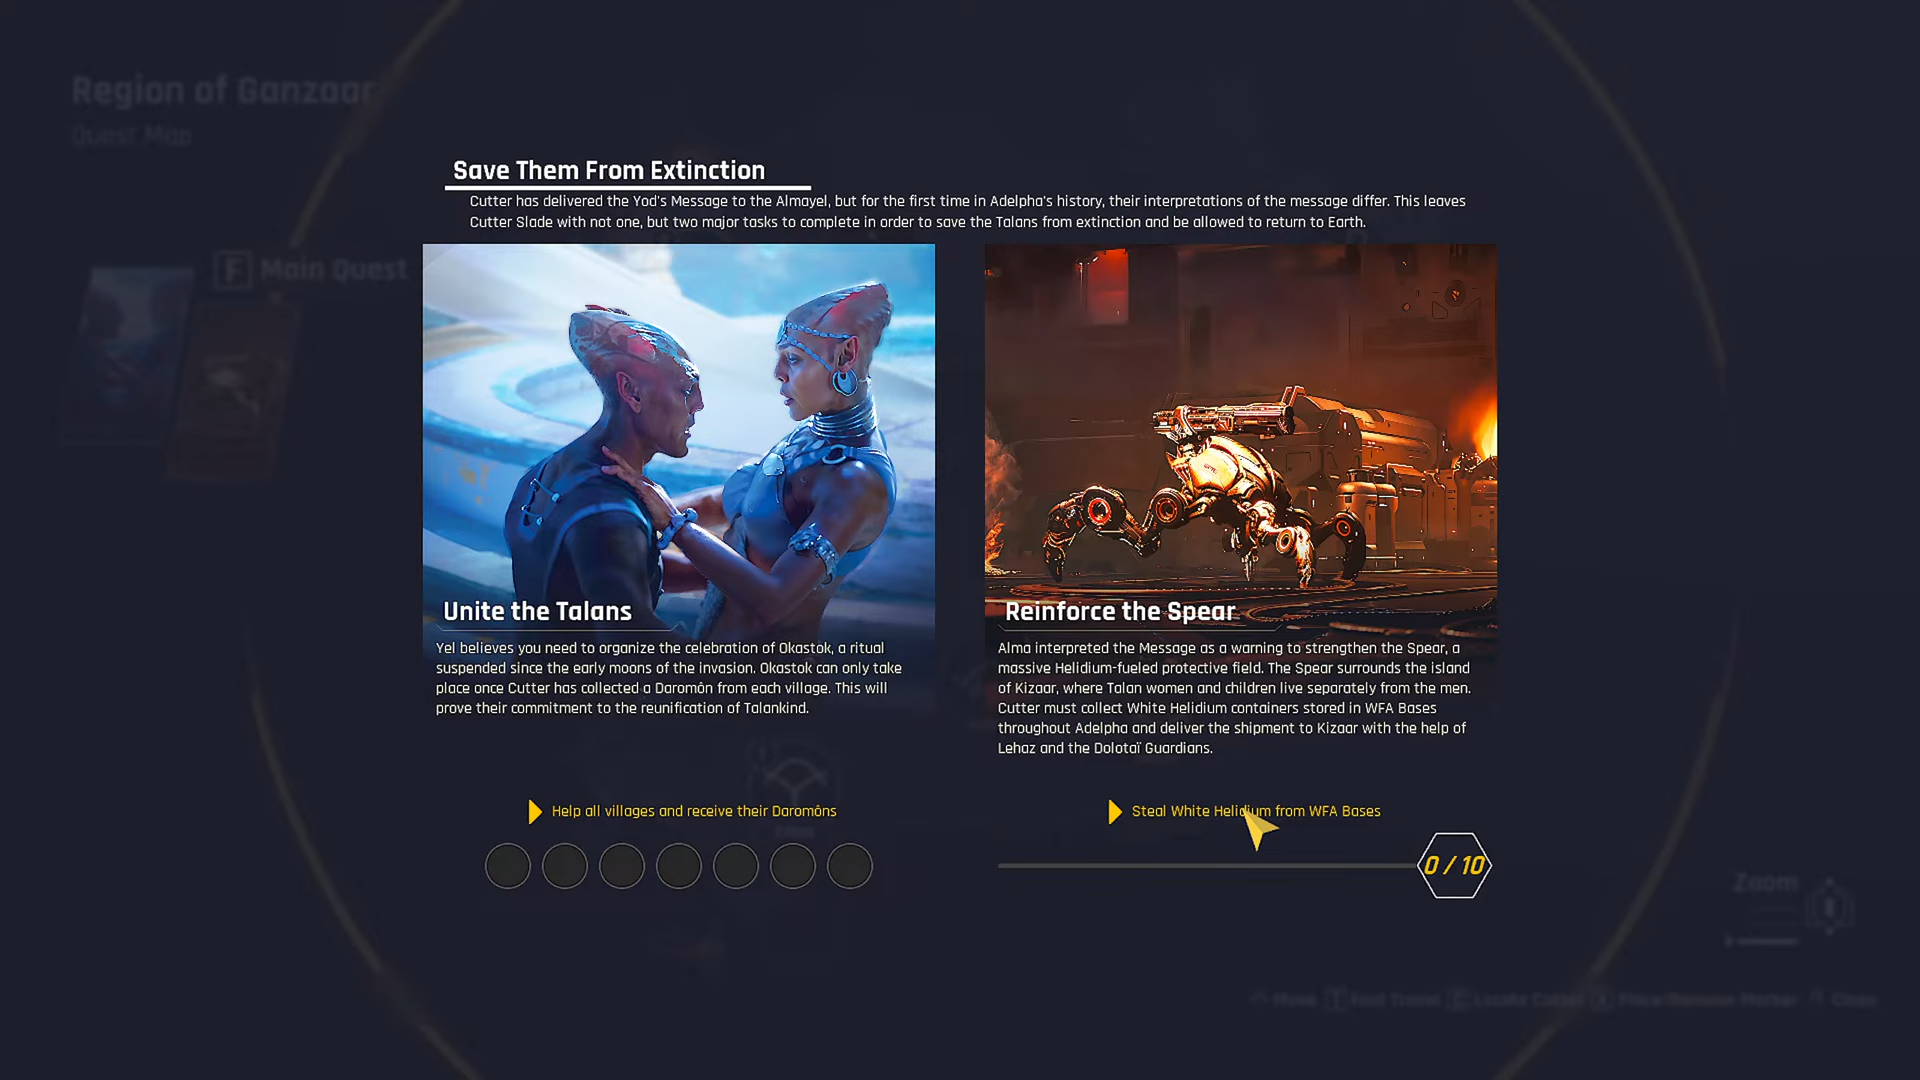 Region of Ganzaar
Quest Map
Save Them From Extinction
Cutter has delivered the Yod's Message to the Almayel, but for the first time in Adelpha's history, their interpretations of the message differ. This leaves
Cutter Slade with not one, but two major tasks to complete in order to save the Talans from extinction and be allowed to return to Earth.
F Main Quest
Unite the Talans
Yel believes you need to organize the celebration of Okastok, a ritual
suspended since the early moons of the invasion. Okastok can only take
place once Cutter has collected a Daromôn from each village. This will
prove their commitment to the reunification of Talankind.
Help all villages and receive their Daromôns
Reinforce the Spear
Alma interpreted the Message as a warning to strengthen the Spear, a
massive Helidium-fueled protective field. The Spear surrounds the island
of Kizaar, where Talan women and children live separately from the men.
Cutter must collect White Helidium containers stored in WFA Bases
throughout Adelpha and deliver the shipment to Kizaar with the help of
Lehaz and the Dolotaï Guardians.
Steal White Helidium from WFA Bases
0 / 10
Zoom
Move T Fast Travel C Locate Cutter X Place/Remove Marker Close